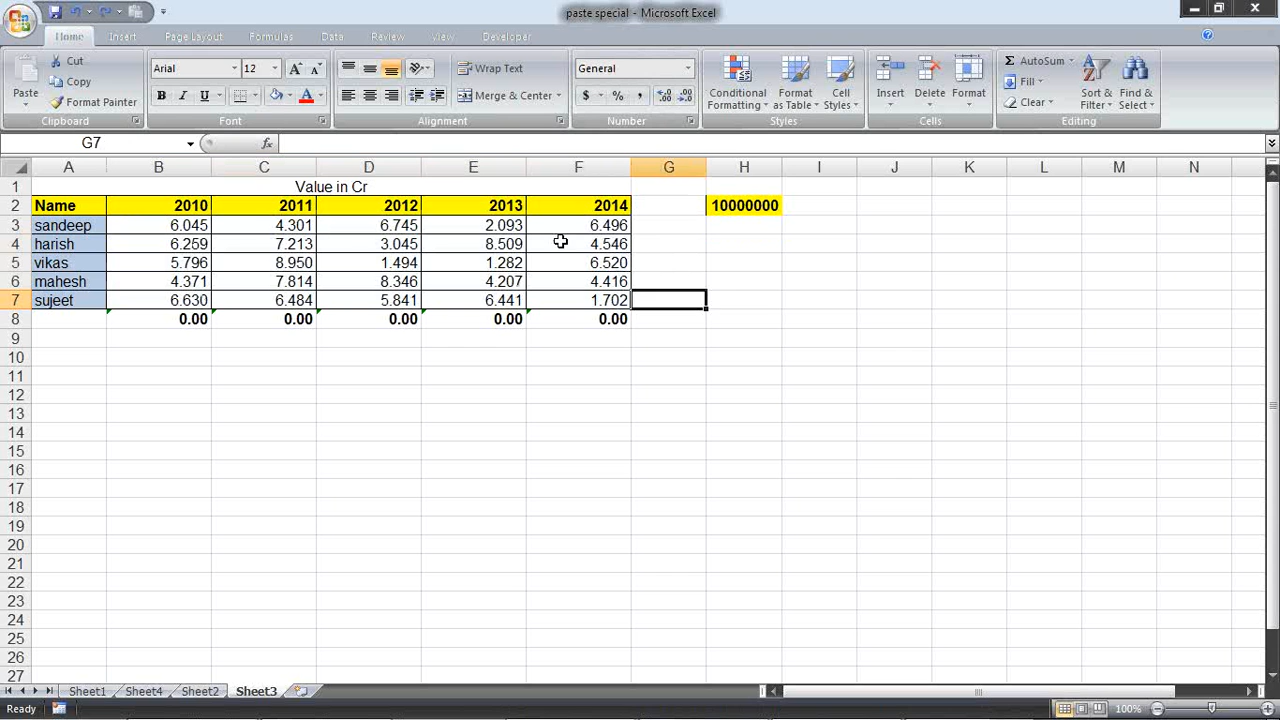 paste special - Microsoft Excel
Home Insert Page Layout Formulas Data Review View Developer
Paste Cut Copy Format Painter
Arial 12
B I U A
Wrap Text
Merge & Center
General
$ % ,
Conditional Formatting
Format as Table
Cell Styles
Insert Delete Format
Σ AutoSum
Fill
Clear
Sort & Filter
Find & Select
Clipboard Font Alignment Number Styles Cells Editing
G7 fx
A B C D E F G H I J K L M N
1 Value in Cr
2 Name 2010 2011 2012 2013 2014 10000000
3 sandeep 6.045 4.301 6.745 2.093 6.496
4 harish 6.259 7.213 3.045 8.509 4.546
5 vikas 5.796 8.950 1.494 1.282 6.520
6 mahesh 4.371 7.814 8.346 4.207 4.416
7 sujeet 6.630 6.484 5.841 6.441 1.702
8 0.00 0.00 0.00 0.00 0.00
9
10
11
12
13
14
15
16
17
18
19
20
21
22
23
24
25
26
27
Sheet1 Sheet4 Sheet2 Sheet3
Ready 100%